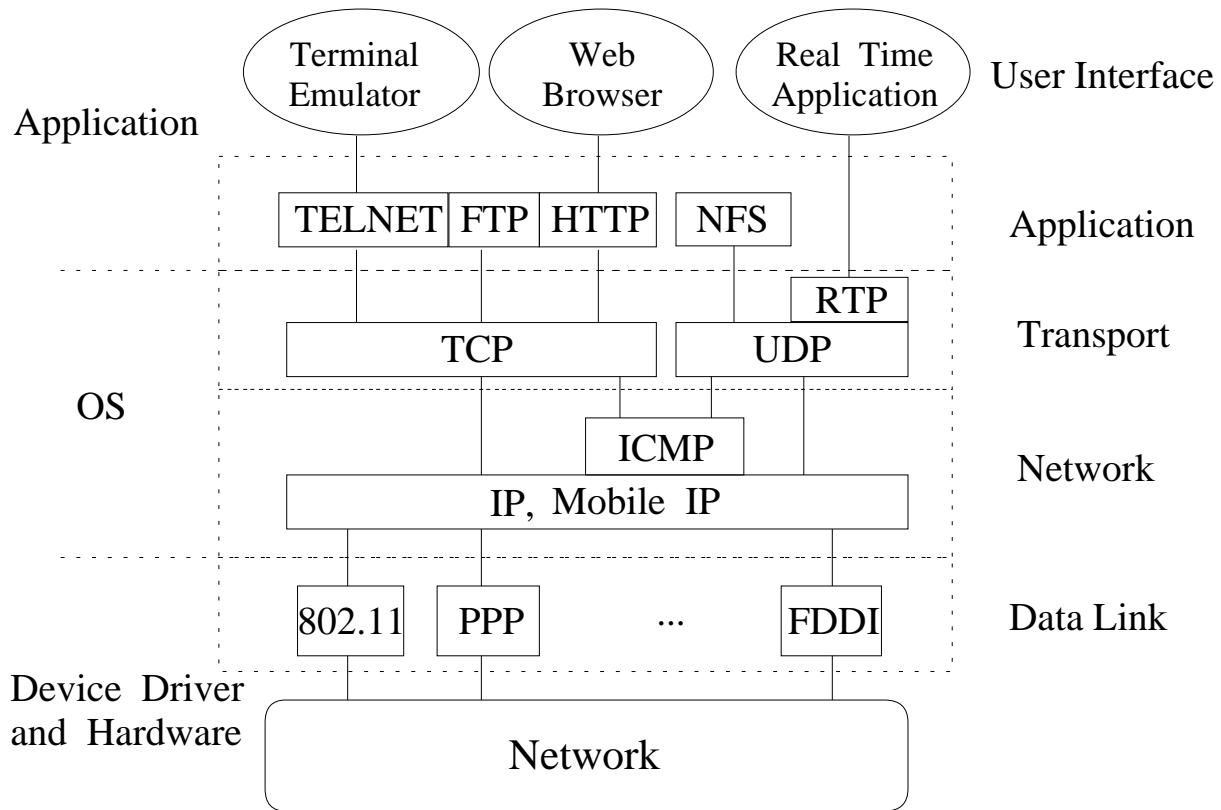 Terminal
Emulator
Web
Browser
Real Time
Application
User Interface
Application
TELNET
FTP
HTTP
NFS
Application
RTP
TCP
UDP
Transport
OS
ICMP
IP, Mobile IP
Network
802.11
PPP
...
FDDI
Data Link
Device Driver
and Hardware
Network